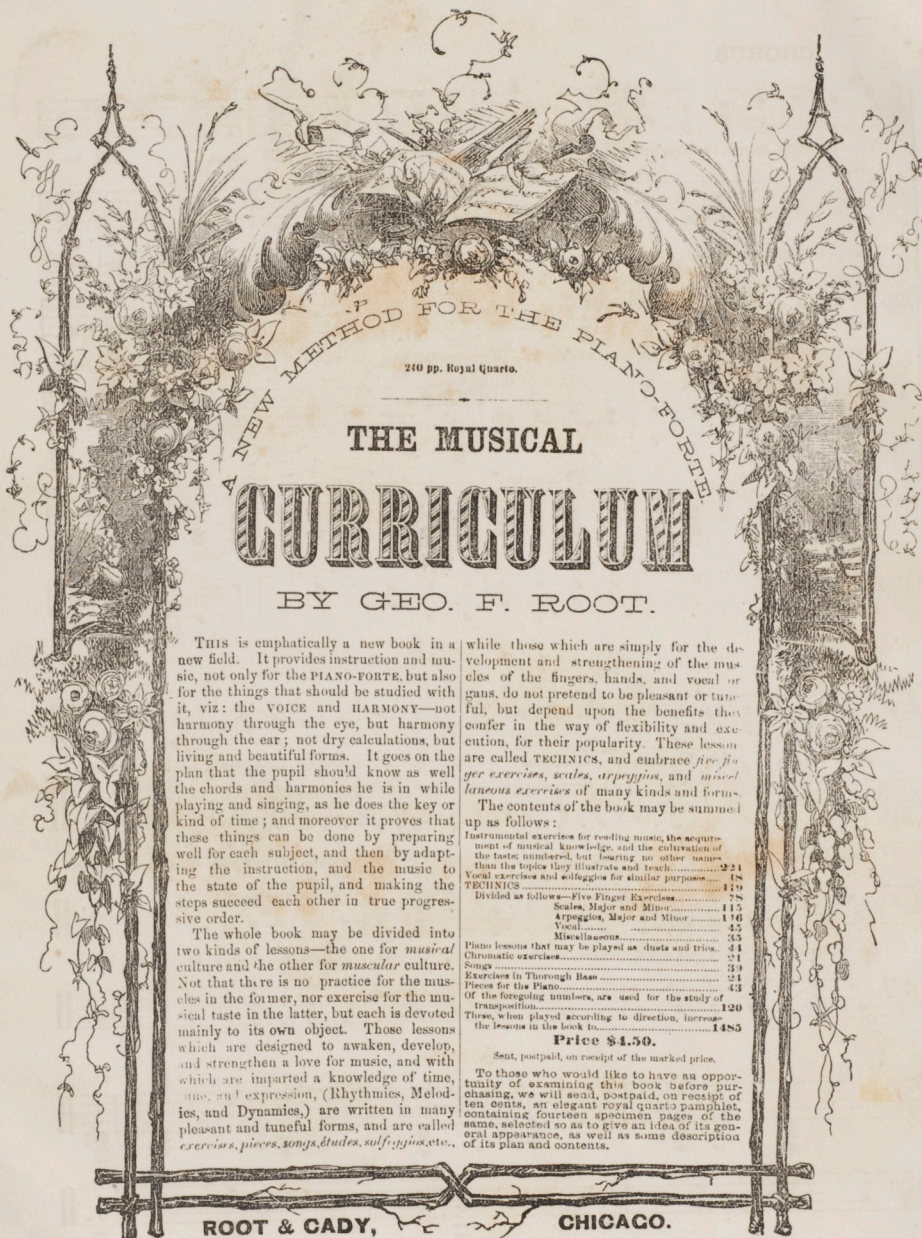 A NEW METHOD FOR THE PIANO-FORTE
240 pp. Royal Quarto.
THE MUSICAL
CURRICULUM
BY GEO. F. ROOT.
THIS is emphatically a new book in a
new field. It provides instruction and mu-
sic, not only for the PIANO-FORTE, but also
for the things that should be studied with
it, viz: the VOICE and HARMONY—not
harmony through the eye, but harmony
through the ear; not dry calculations, but
living and beautiful forms. It goes on the
plan that the pupil should know as well
the chords and harmonies he is in while
playing and singing, as he does the key or
kind of time; and moreover it proves that
these things can be done by preparing
well for each subject, and then by adapt-
ing the instruction, and the music to
the state of the pupil, and making the
steps succeed each other in true progres-
sive order.
The whole book may be divided into
two kinds of lessons—the one for musical
culture and the other for muscular culture.
Not that there is no practice for the mus-
cles in the former, nor exercise for the mu-
sical taste in the latter, but each is devoted
mainly to its own object. Those lessons
which are designed to awaken, develop,
and strengthen a love for music, and with
which are imparted a knowledge of time,
tune, and expression, (Rhythmics, Melod-
ics, and Dynamics,) are written in many
pleasant and tuneful forms, and are called
exercises, pieces, songs, études, solfeggios, etc.,
while those which are simply for the de-
velopment and strengthening of the mus-
cles of the fingers, hands, and vocal or-
gans, do not pretend to be pleasant or tune-
ful, but depend upon the benefits they
confer in the way of flexibility and exe-
cution, for their popularity. These lesson
are called TECHNICS, and embrace five fin-
ger exercises, scales, arpeggios, and miscel-
laneous exercises of many kinds and forms.
The contents of the book may be summed
up as follows:
Instrumental exercises for reading music, the acquire-
ment of musical knowledge, and the cultivation of
the taste; numbered, but bearing no other names
than the topics they illustrate and teach........224
Vocal exercises and solfeggios for similar purposes.... 48
TECHNICS........419
Divided as follows—Five Finger Exercises........ 78
Scales, Major and Minor........115
Arpeggios, Major and Minor........146
Vocal........ 45
Miscellaneous........ 35
Piano lessons that may be played as duets and trios.. 44
Chromatic exercises........ 21
Songs........ 39
Exercises in Thorough Base........ 24
Pieces for the Piano........ 43
Of the foregoing numbers, are used for the study of
transposition........120
These, when played according to direction, increase
the lessons in the book to........1485
Price $4.50.
Sent, postpaid, on receipt of the marked price.
To those who would like to have an oppor-
tunity of examining this book before pur-
chasing, we will send, postpaid, on receipt of
ten cents, an elegant royal quarto pamphlet,
containing fourteen specimen pages of the
same, selected so as to give an idea of its gen-
eral appearance, as well as some description
of its plan and contents.
ROOT & CADY, CHICAGO.